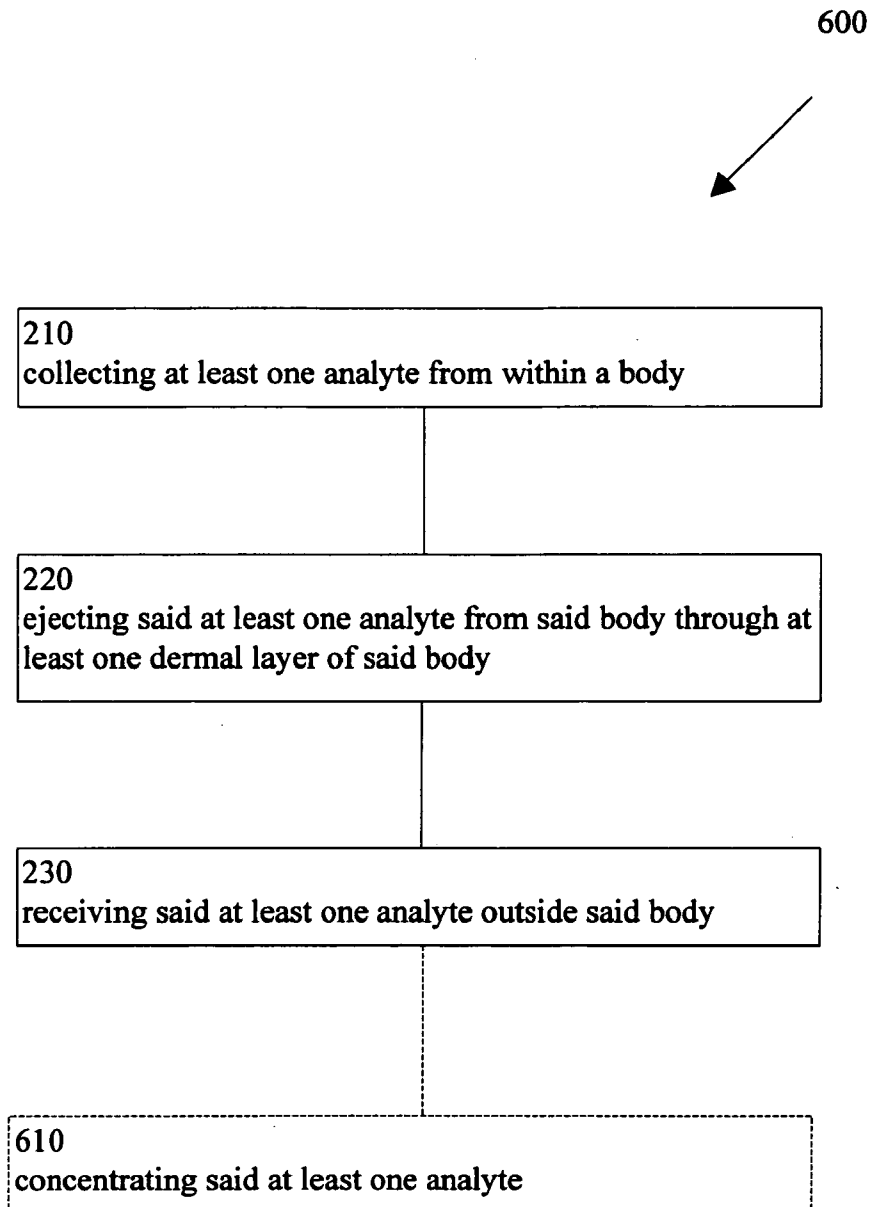 600
210
collecting at least one analyte from within a body
220
ejecting said at least one analyte from said body through at
least one dermal layer of said body
230
receiving said at least one analyte outside said body
610
concentrating said at least one analyte